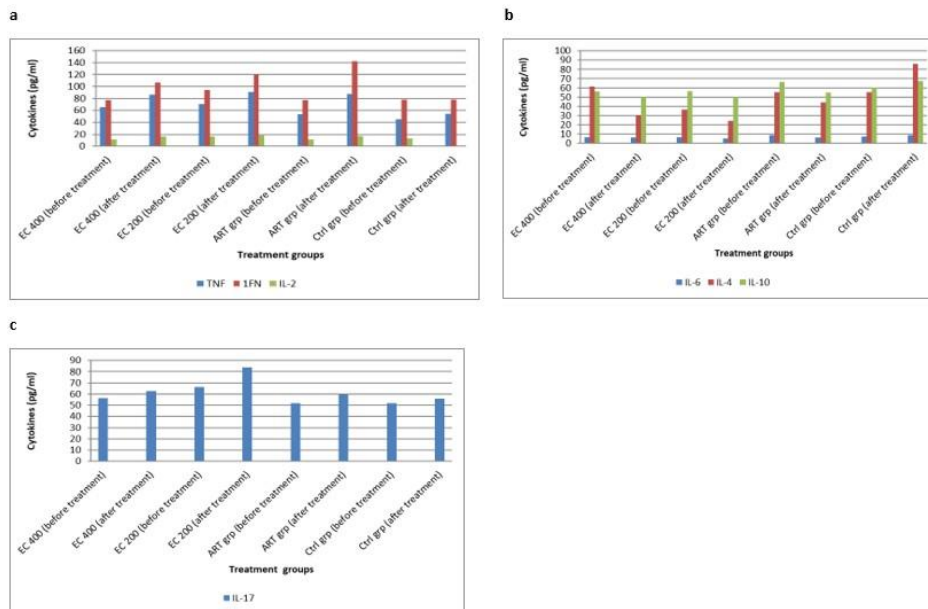 a
160
140
120
100
80
60
40
20
0
Cytokines (pg/ml)
EC 400 (before treatment)
EC 400 (after treatment)
EC 200 (before treatment)
EC 200 (after treatment)
ART grp (before treatment)
ART grp (after treatment)
Ctrl grp (before treatment)
Ctrl grp (after treatment)
Treatment groups
TNF 1FN IL-2
b
100
90
80
70
60
50
40
30
20
10
0
Cytokines (pg/ml)
EC 400 (before treatment)
EC 400 (after treatment)
EC 200 (before treatment)
EC 200 (after treatment)
ART grp (before treatment)
ART grp (after treatment)
Ctrl grp (before treatment)
Ctrl grp (after treatment)
Treatment groups
IL-6 IL-4 IL-10
c
90
80
70
60
50
40
30
20
10
0
Cytokines (pg/ml)
EC 400 (before treatment)
EC 400 (after treatment)
EC 200 (before treatment)
EC 200 (after treatment)
ART grp (before treatment)
ART grp (after treatment)
Ctrl grp (before treatment)
Ctrl grp (after treatment)
Treatment groups
IL-17